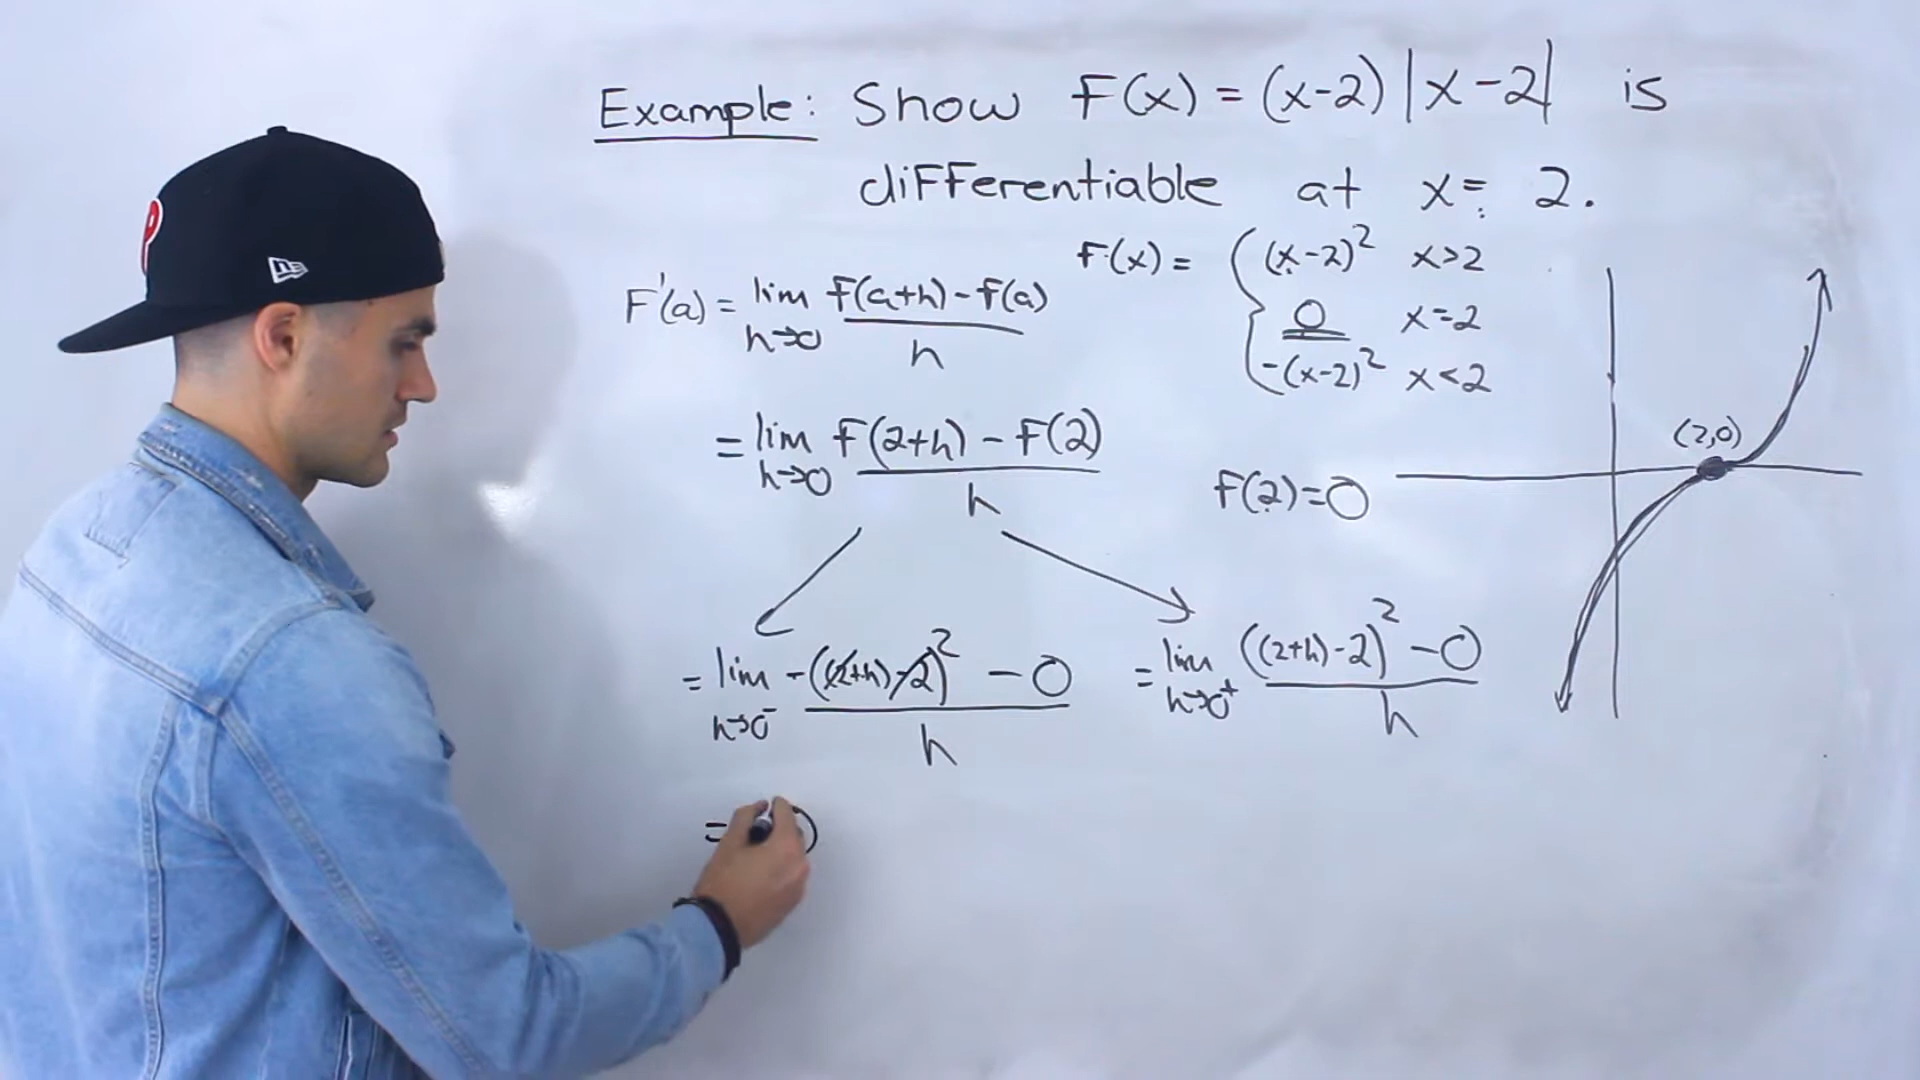 Example: Show F(x) = (x-2)|x-2| is
differentiable at x = 2.
F(x) = { (x-2)² x>2
0 x=2
-(x-2)² x<2
F'(a) = lim h→0 f(a+h) - f(a) / h
= lim h→0 F(2+h) - F(2) / h
F(2)=0
(2,0)
= lim h→0⁻ -((2+h)-2)² - 0 / h
= lim h→0⁺ ((2+h)-2)² - 0 / h
=
P